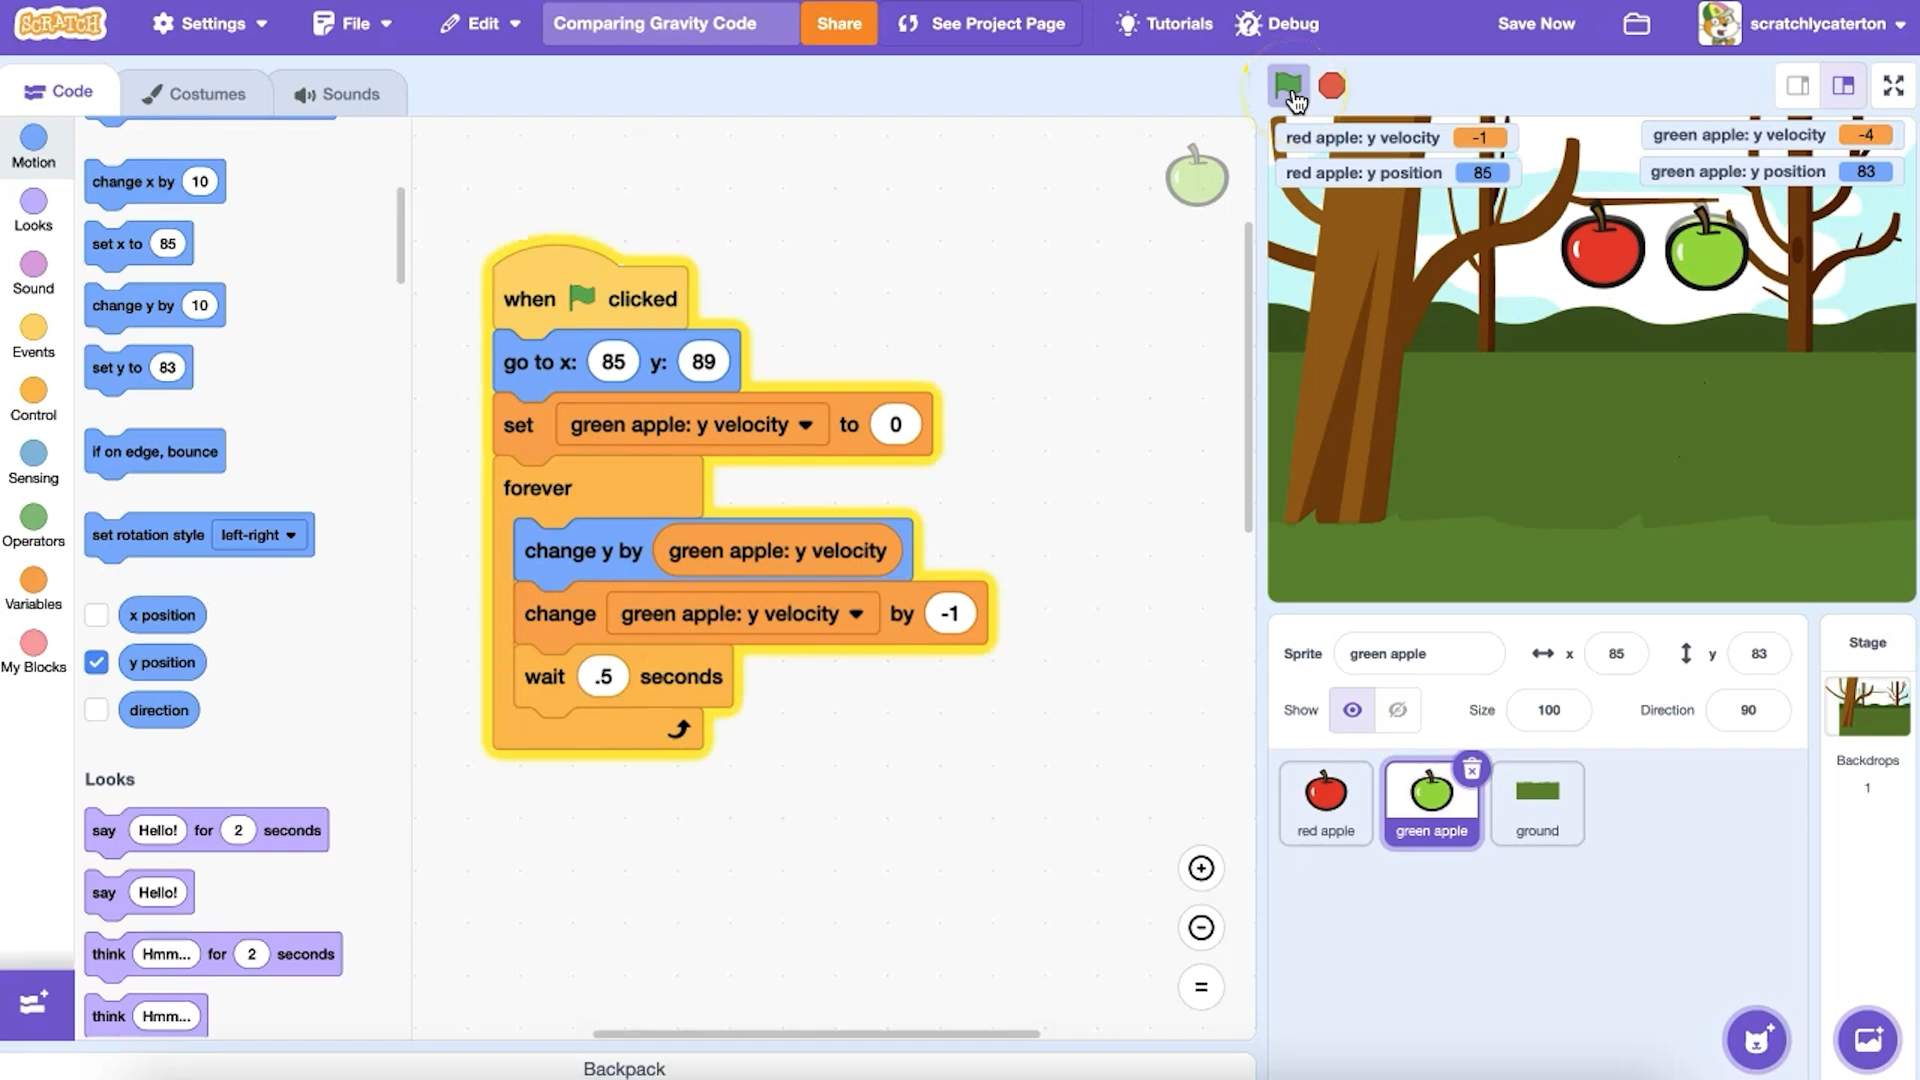 SCRATCH Settings File Edit Comparing Gravity Code Share See Project Page Tutorials Debug Save Now scratchlycaterton
Code Costumes Sounds
Motion
Looks
Sound
Events
Control
Sensing
Operators
Variables
My Blocks
change x by 10
set x to 85
change y by 10
set y to 83
if on edge, bounce
set rotation style left-right
x position
y position
direction
Looks
say Hello! for 2 seconds
say Hello!
think Hmm... for 2 seconds
think Hmm...
when clicked
go to x: 85 y: 89
set green apple: y velocity to 0
forever
change y by green apple: y velocity
change green apple: y velocity by -1
wait .5 seconds
=
Backpack
red apple: y velocity -1
red apple: y position 85
green apple: y velocity -4
green apple: y position 83
Sprite green apple x 85 y 83
Show Size 100 Direction 90
red apple
green apple
ground
Stage
Backdrops
1